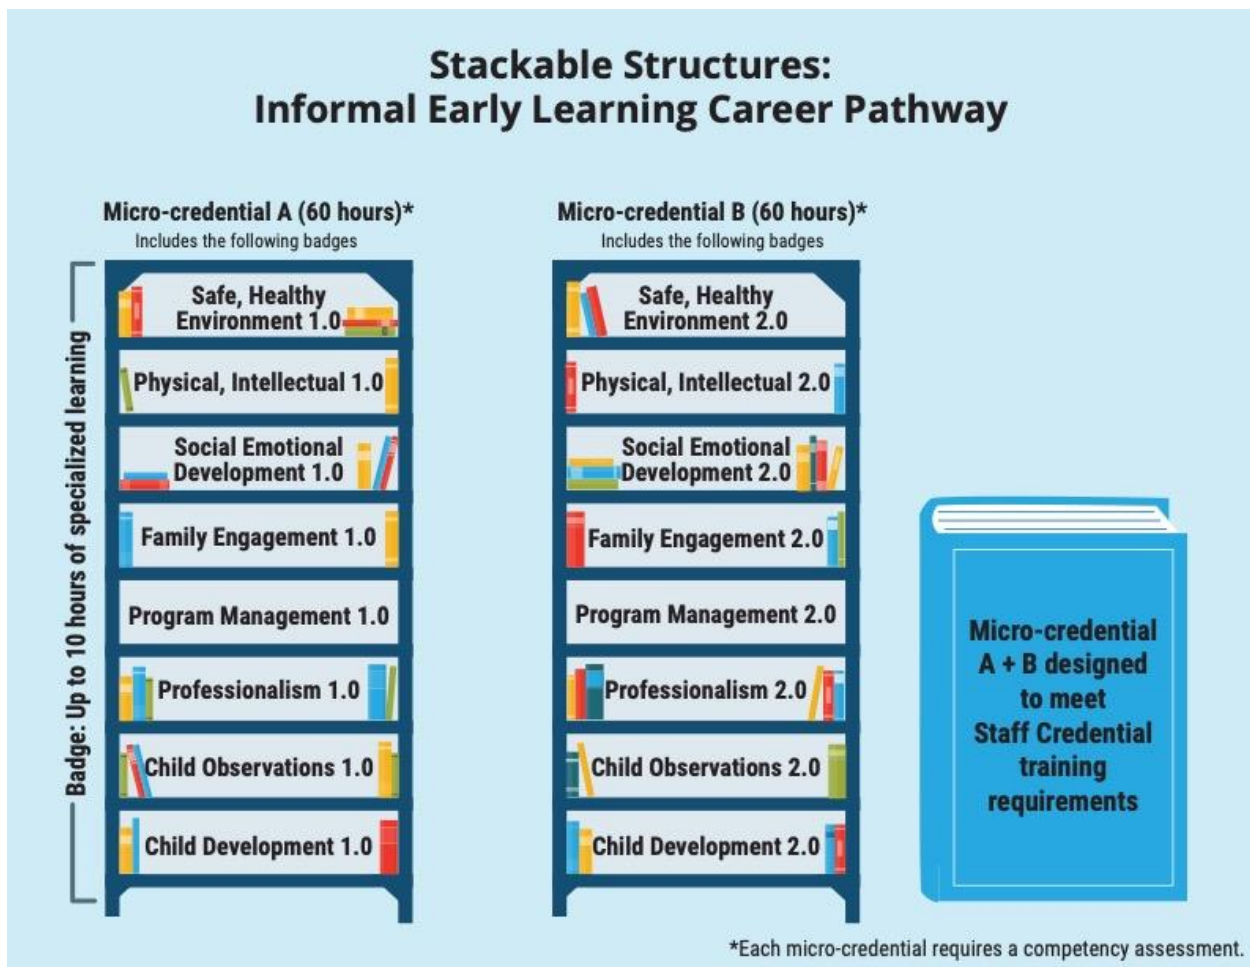 Stackable Structures:
Informal Early Learning Career Pathway
Micro-credential A (60 hours)*
Includes the following badges
Badge: Up to 10 hours of specialized learning
Safe, Healthy
Environment 1.0
Physical, Intellectual 1.0
Social Emotional
Development 1.0
Family Engagement 1.0
Program Management 1.0
Professionalism 1.0
Child Observations 1.0
Child Development 1.0
Micro-credential B (60 hours)*
Includes the following badges
Safe, Healthy
Environment 2.0
Physical, Intellectual 2.0
Social Emotional
Development 2.0
Family Engagement 2.0
Program Management 2.0
Professionalism 2.0
Child Observations 2.0
Child Development 2.0
Micro-credential
A + B designed
to meet
Staff Credential
training
requirements
*Each micro-credential requires a competency assessment.